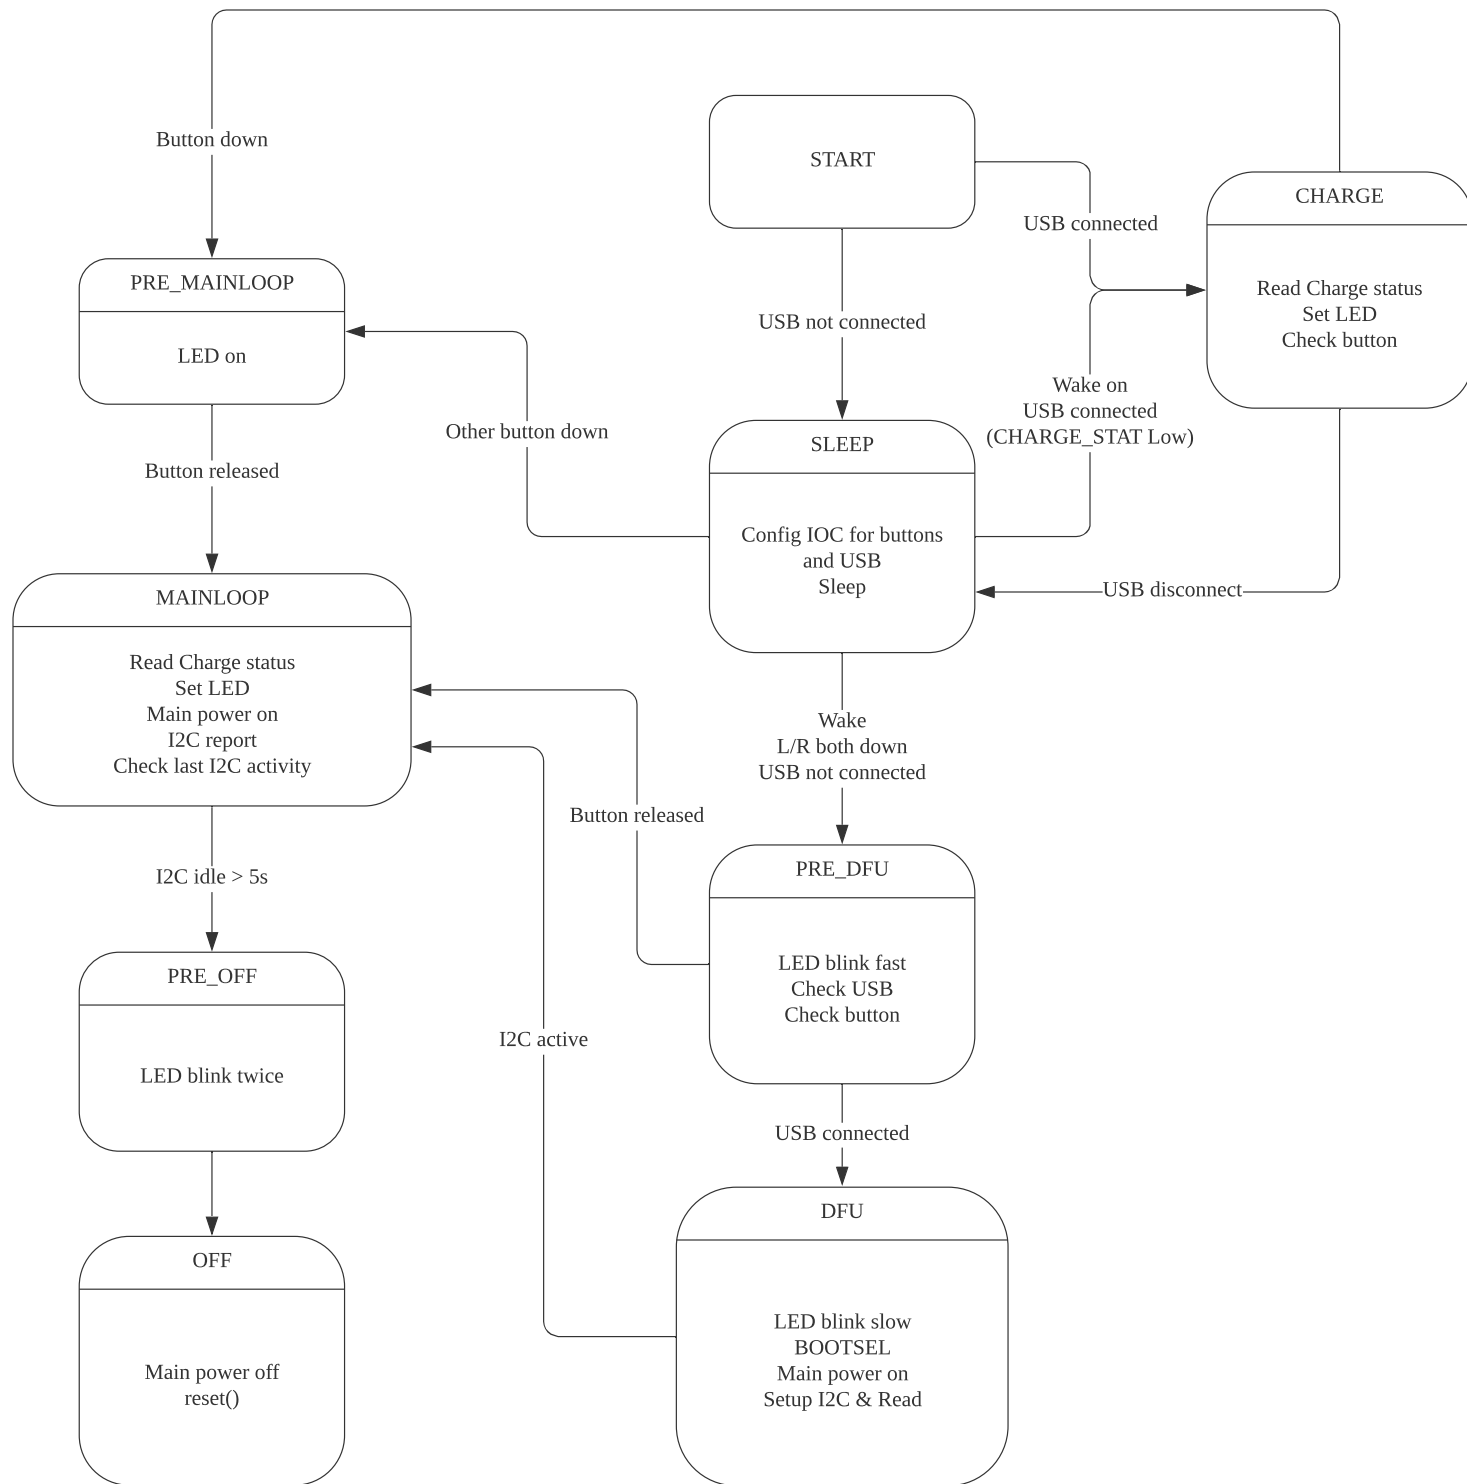 Button down
START
CHARGE
USB connected
Read Charge status
Set LED
Check button
PRE_MAINLOOP
LED on
USB not connected
Wake on
USB connected
(CHARGE_STAT Low)
Other button down
SLEEP
Config IOC for buttons
and USB
Sleep
Button released
USB disconnect
MAINLOOP
Read Charge status
Set LED
Main power on
I2C report
Check last I2C activity
Wake
L/R both down
USB not connected
Button released
I2C idle > 5s
PRE_DFU
LED blink fast
Check USB
Check button
PRE_OFF
LED blink twice
I2C active
USB connected
DFU
LED blink slow
BOOTSEL
Main power on
Setup I2C & Read
OFF
Main power off
reset()